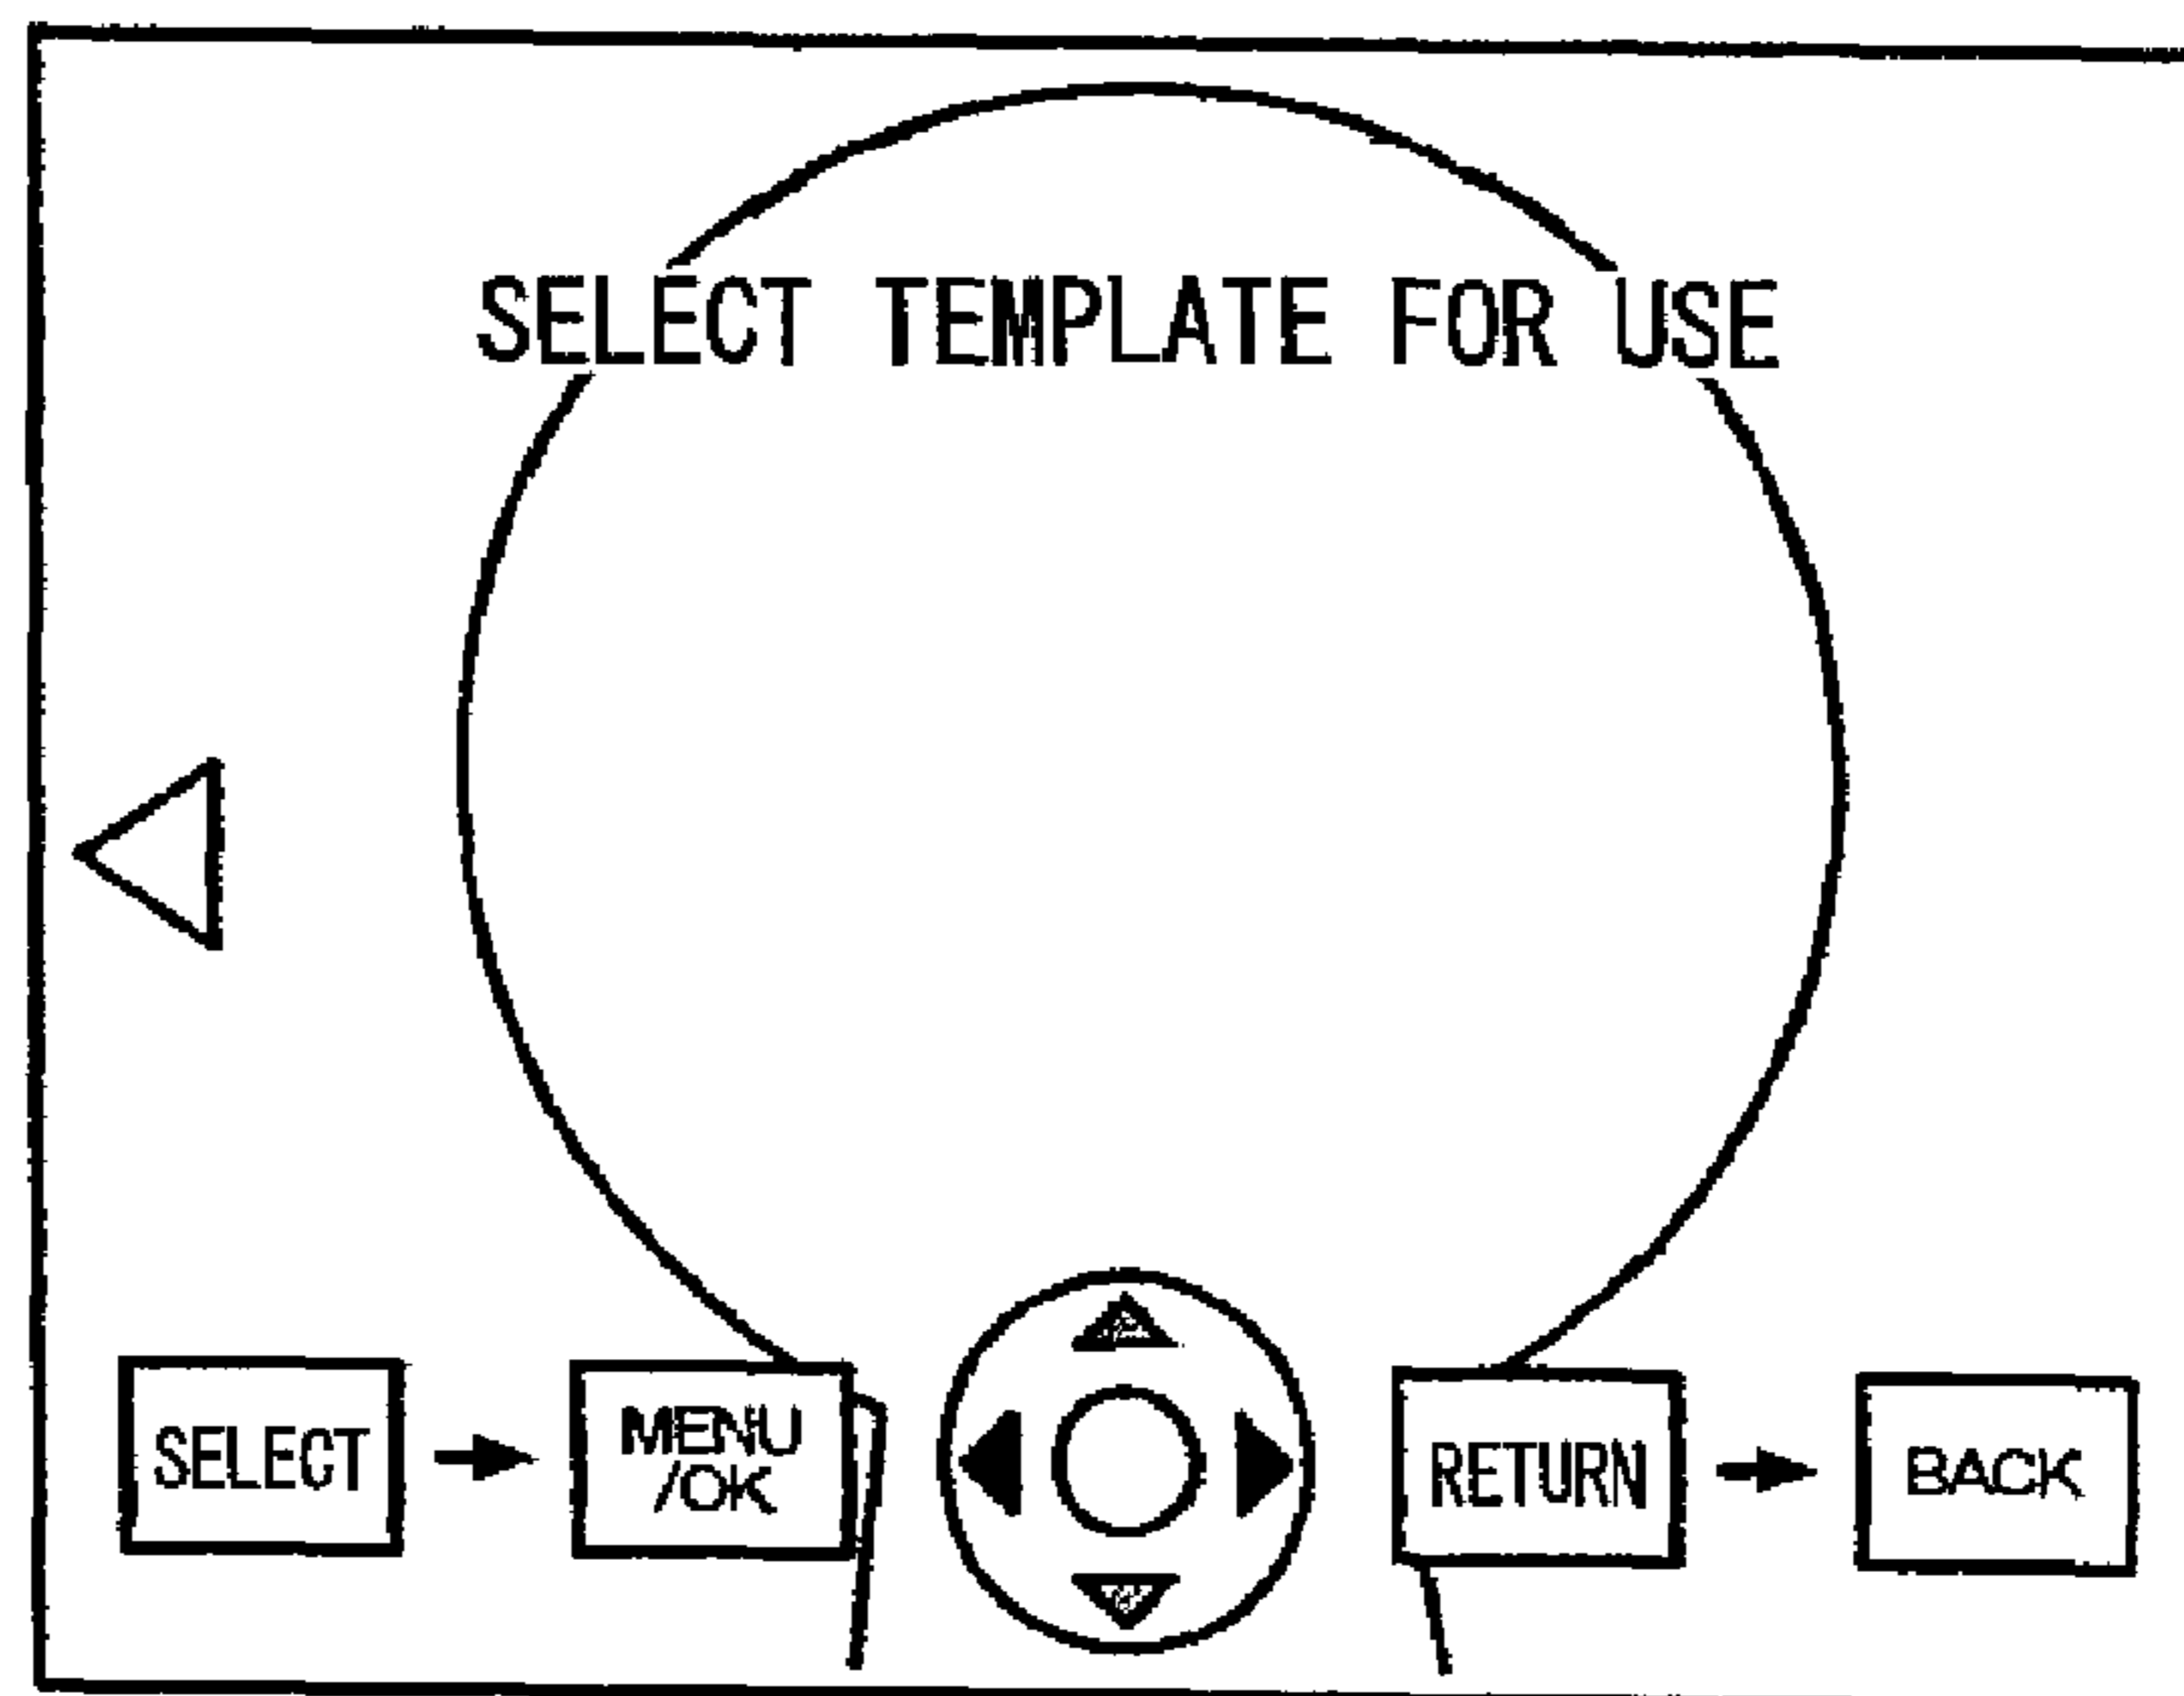 SELECT TEMPLATE FOR USE
SELECT
MENU
/OK
RETURN
BACK